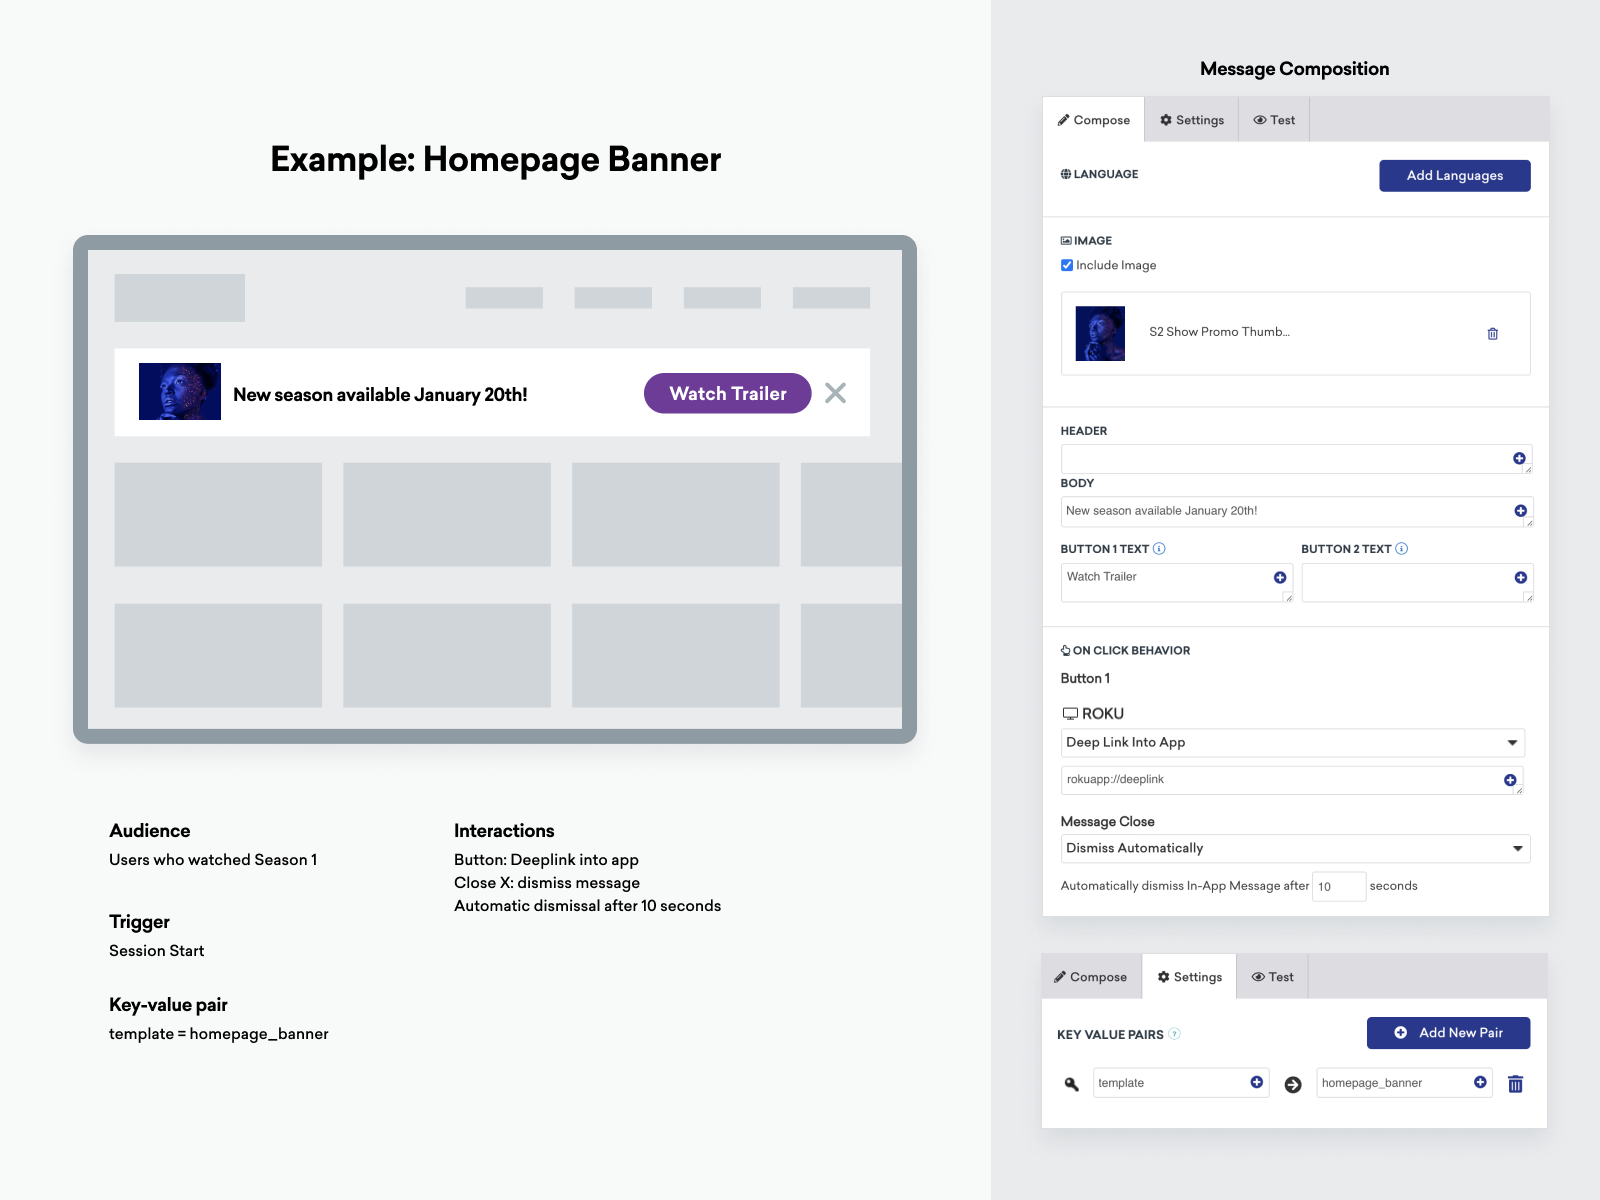 Example: Homepage Banner
New season available January 20th!
Watch Trailer
Audience
Users who watched Season 1
Trigger
Session Start
Key-value pair
template = homepage_banner
Interactions
Button: Deeplink into app
Close X: dismiss message
Automatic dismissal after 10 seconds
Message Composition
Compose Settings Test
LANGUAGE Add Languages
IMAGE
Include Image
S2 Show Promo Thumb...
HEADER
BODY
New season available January 20th!
BUTTON 1 TEXT BUTTON 2 TEXT
Watch Trailer
ON CLICK BEHAVIOR
Button 1
ROKU
Deep Link Into App
rokuapp://deeplink
Message Close
Dismiss Automatically
Automatically dismiss In-App Message after 10 seconds
Compose Settings Test
KEY VALUE PAIRS Add New Pair
template homepage_banner